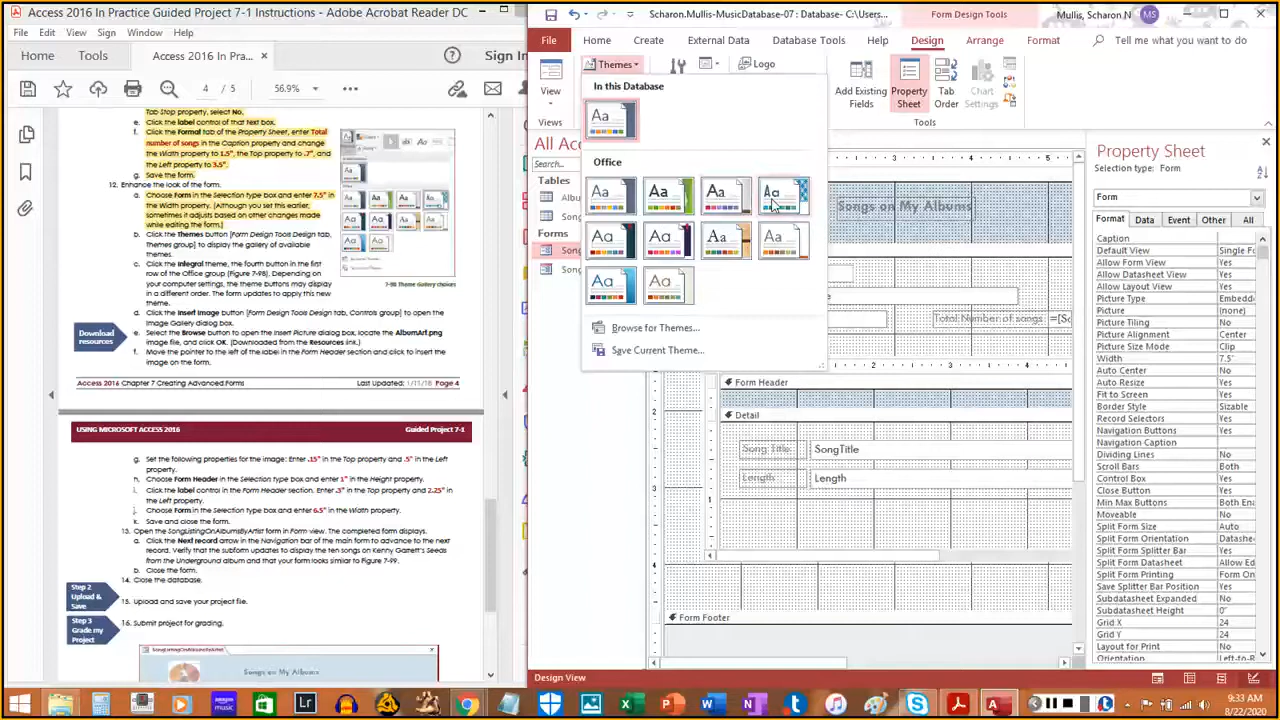 Access 2016 In Practice Guided Project 7-1 Instructions - Adobe Acrobat Reader DC
File Edit View Sign Window Help
Home Tools Access 2016 In Pra... × Sign In
4 / 5 56.9%
Tab Stop property, select No.
e. Click the label control of that text box.
f. Click the Format tab of the Property Sheet, enter Total
number of songs in the Caption property and change
the Width property to 1.5", the Top property to .7", and
the Left property to 3.5".
g. Save the form.
12. Enhance the look of the form.
a. Choose Form in the Selection type box and enter 7.5" in
the Width property. (Although you set this earlier,
sometimes it adjusts based on other changes made
while editing the form.)
b. Click the Themes button [Form Design Tools Design tab,
Themes group] to display the gallery of available
themes.
c. Click the Integral theme, the fourth button in the first
row of the Office group (Figure 7-98). Depending on
your computer settings, the theme buttons may display
in a different order. The form updates to apply this new
theme.
7-98 Theme Gallery choices
d. Click the Insert Image button [Form Design Tools Design tab, Controls group] to open the
Image Gallery dialog box.
Download
resources
e. Select the Browse button to open the Insert Picture dialog box, locate the AlbumArt.png
image file, and click OK. (Downloaded from the Resources link.)
f. Move the pointer to the left of the label in the Form Header section and click to insert the
image on the form.
Access 2016 Chapter 7 Creating Advanced Forms Last Updated: 1/11/18 Page 4
USING MICROSOFT ACCESS 2016 Guided Project 7-1
g. Set the following properties for the image: Enter .15" in the Top property and .5" in the Left
property.
h. Choose Form Header in the Selection type box and enter 1" in the Height property.
i. Click the label control in the Form Header section. Enter .3" in the Top property and 2.25" in
the Left property.
j. Choose Form in the Selection type box and enter 6.5" in the Width property.
k. Save and close the form.
13. Open the SongListingOnAlbumsByArtist form in Form view. The completed form displays.
a. Click the Next record arrow in the Navigation bar of the main form to advance to the next
record. Verify that the subform updates to display the ten songs on Kenny Garrett's Seeds
from the Underground album and that your form looks similar to Figure 7-99.
b. Close the form.
14. Close the database.
Step 2
Upload &
Save
15. Upload and save your project file.
Step 3
Grade my
Project
16. Submit project for grading.
SongListingOnAlbumsByArtist
Songs on My Albums
Scharon.Mullis-MusicDatabase-07 : Database- C:\Users... Form Design Tools Mullis, Scharon N MS
File Home Create External Data Database Tools Help Design Arrange Format Tell me what you want to do
View
Views
Themes
Logo
Add Existing
Fields
Property
Sheet
Tab
Order
Chart
Settings
Tools
In this Database
Office
Browse for Themes...
Save Current Theme...
All Ac
Search...
Tables
Albu
Song
Forms
Song
Song
3 4 5
Songs on My Albums
Total Number of songs =[So
Form Header
Detail
Song Title SongTitle
Length Length
Form Footer
Property Sheet
Selection type: Form
Form
Format Data Event Other All
Caption
Default View Single Fo
Allow Form View Yes
Allow Datasheet View Yes
Allow Layout View Yes
Picture Type Embedd
Picture (none)
Picture Tiling No
Picture Alignment Center
Picture Size Mode Clip
Width 7.5"
Auto Center No
Auto Resize Yes
Fit to Screen Yes
Border Style Sizable
Record Selectors Yes
Navigation Buttons Yes
Navigation Caption
Dividing Lines No
Scroll Bars Both
Control Box Yes
Close Button Yes
Min Max Buttons Both Ena
Moveable No
Split Form Size Auto
Split Form Orientation Datashe
Split Form Splitter Bar Yes
Split Form Datasheet Allow Ed
Split Form Printing Form On
Save Splitter Bar Position Yes
Subdatasheet Expanded No
Subdatasheet Height 0"
Grid X 24
Grid Y 24
Layout for Print No
Orientation Left-to-R
Design View
9:33 AM
8/22/2020